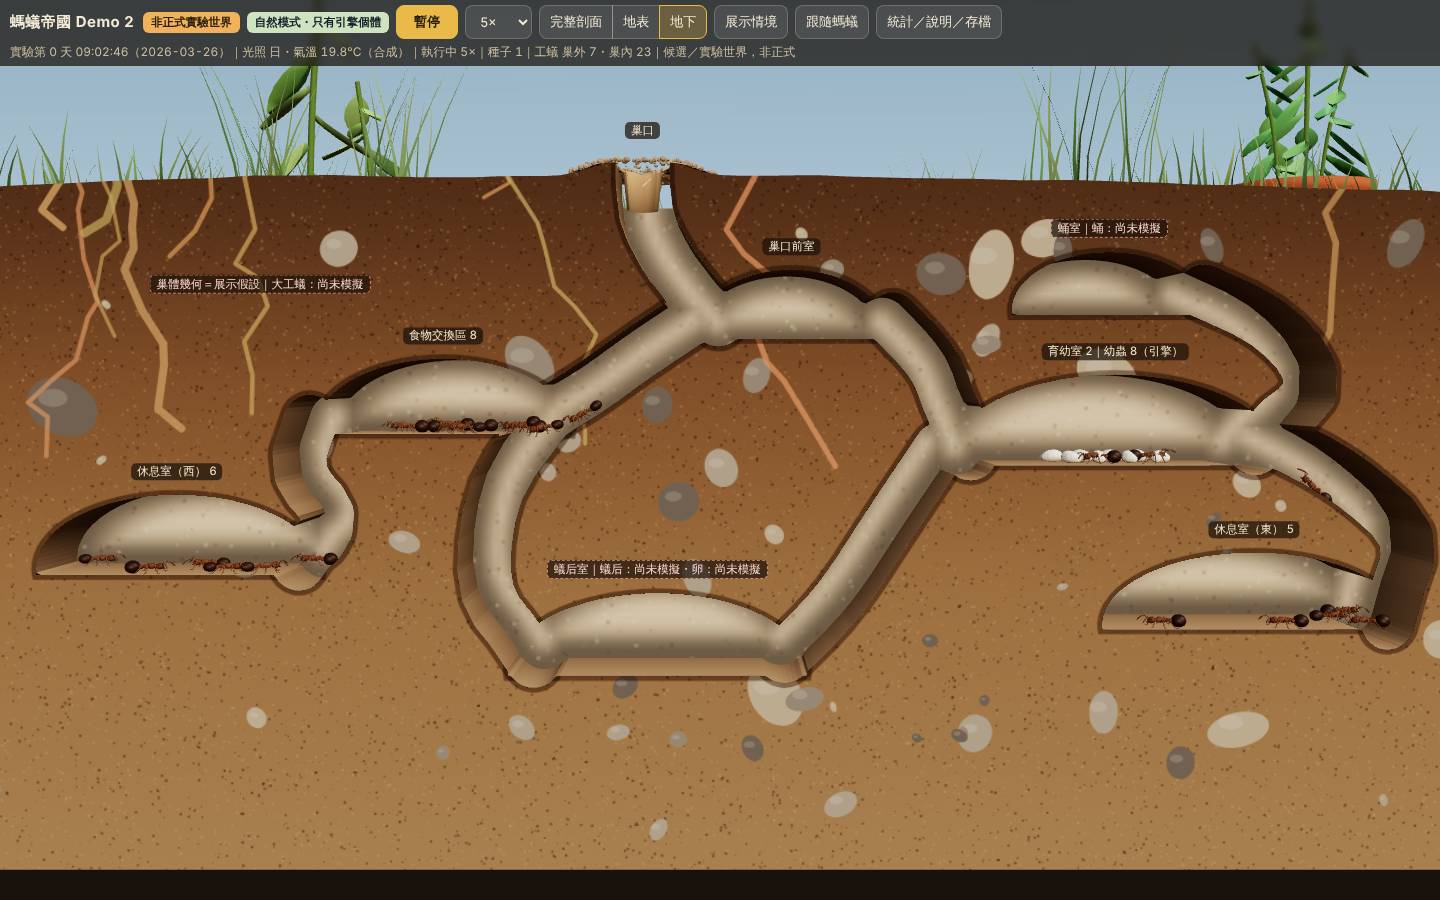 螞蟻帝國 Demo 2 非正式實驗世界 自然模式・只有引擎個體 暫停 5× 完整剖面 地表 地下 展示情境 跟隨螞蟻 統計／說明／存檔
實驗第 0 天 09:02:46（2026-03-26）｜光照 日・氣溫 19.8°C（合成）｜執行中 5×｜種子 1｜工蟻 巢外 7・巢內 23｜候選／實驗世界，非正式
巢口
蛹室｜蛹：尚未模擬
巢口前室
巢體幾何＝展示假設｜大工蟻：尚未模擬
食物交換區 8
育幼室 2｜幼蟲 8（引擎）
休息室（西） 6
休息室（東） 5
蟻后室｜蟻后：尚未模擬・卵：尚未模擬